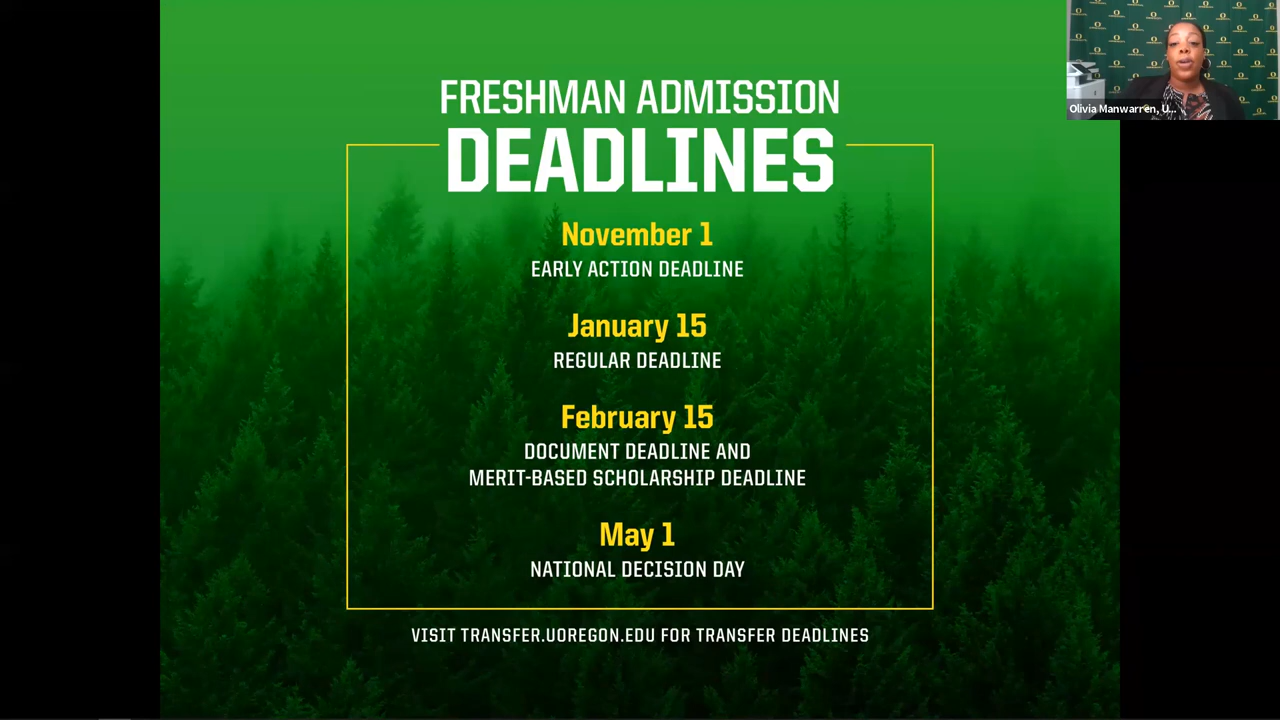 FRESHMAN ADMISSION
DEADLINES
November 1
EARLY ACTION DEADLINE
January 15
REGULAR DEADLINE
February 15
DOCUMENT DEADLINE AND
MERIT-BASED SCHOLARSHIP DEADLINE
May 1
NATIONAL DECISION DAY
VISIT TRANSFER.UOREGON.EDU FOR TRANSFER DEADLINES
Olivia Manwarren, U...